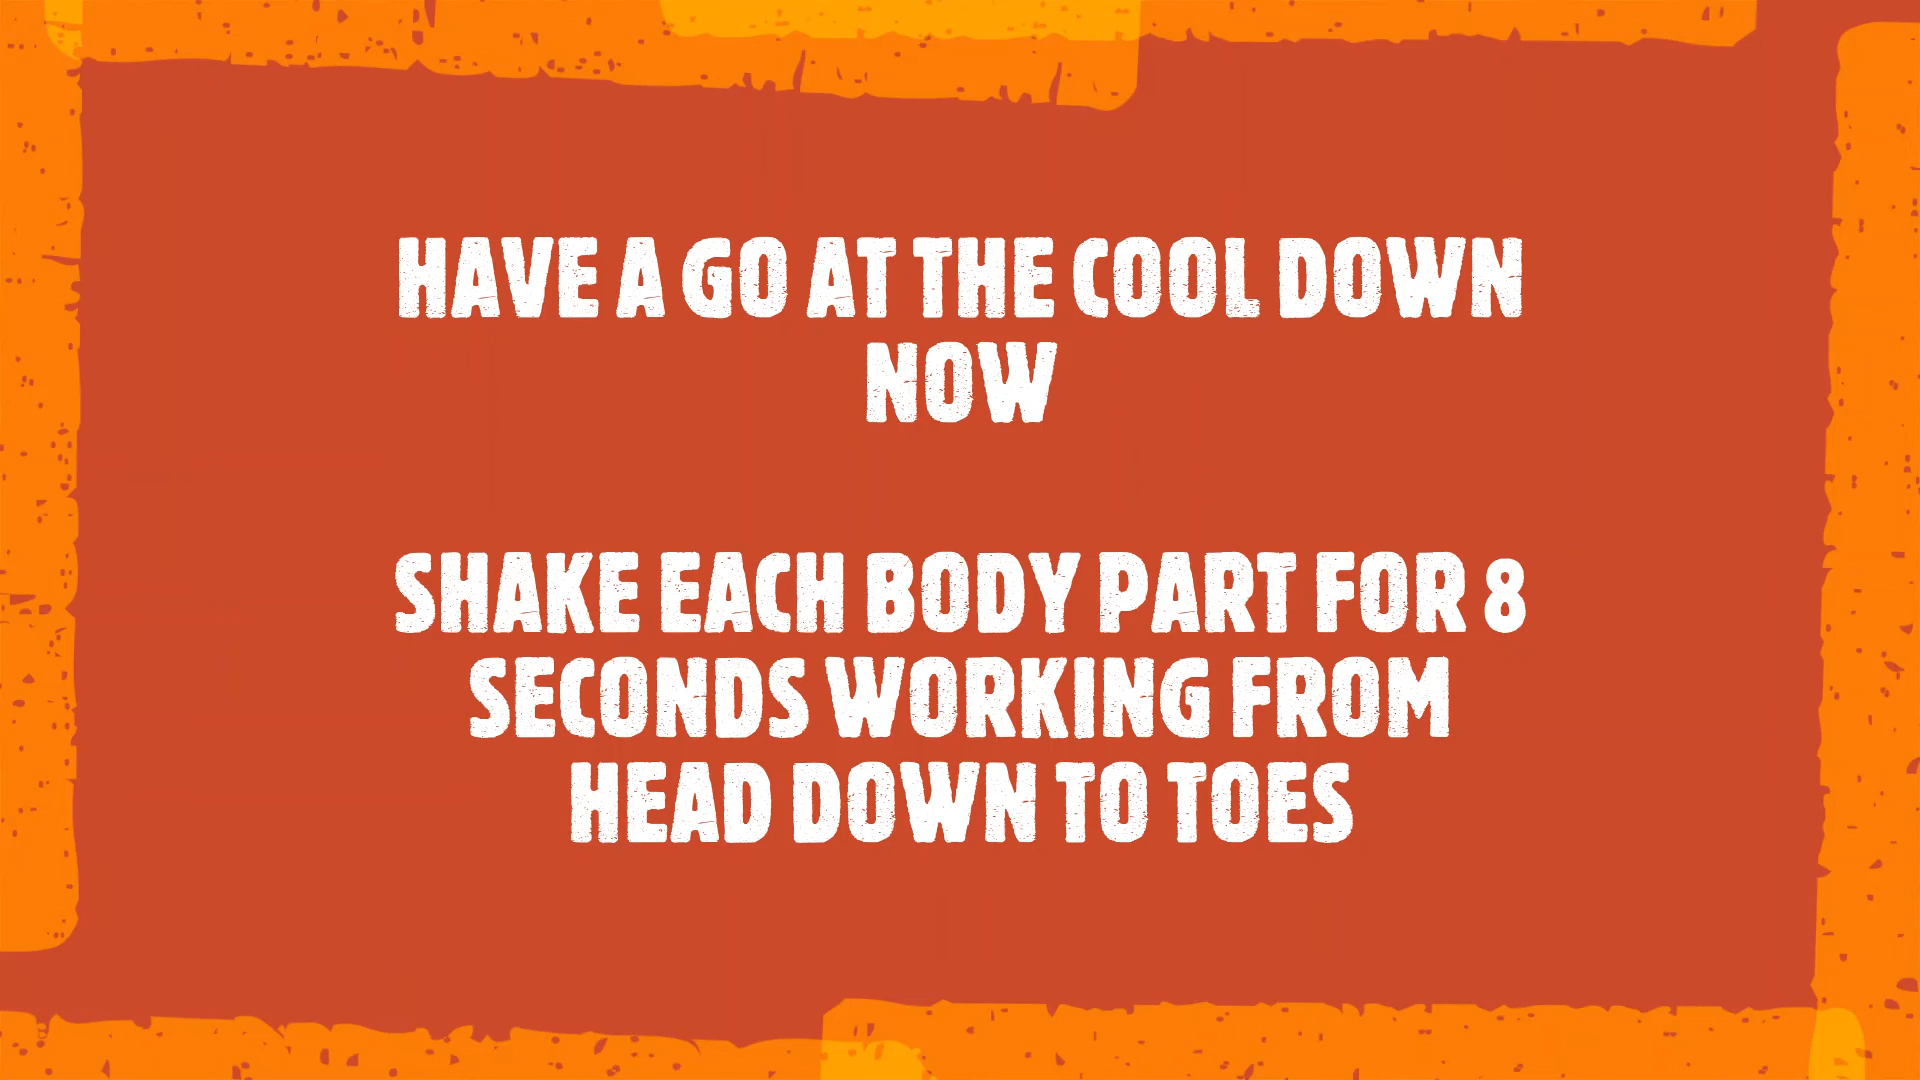 HAVE A GO AT THE COOL DOWN
NOW
SHAKE EACH BODY PART FOR 8
SECONDS WORKING FROM
HEAD DOWN TO TOES